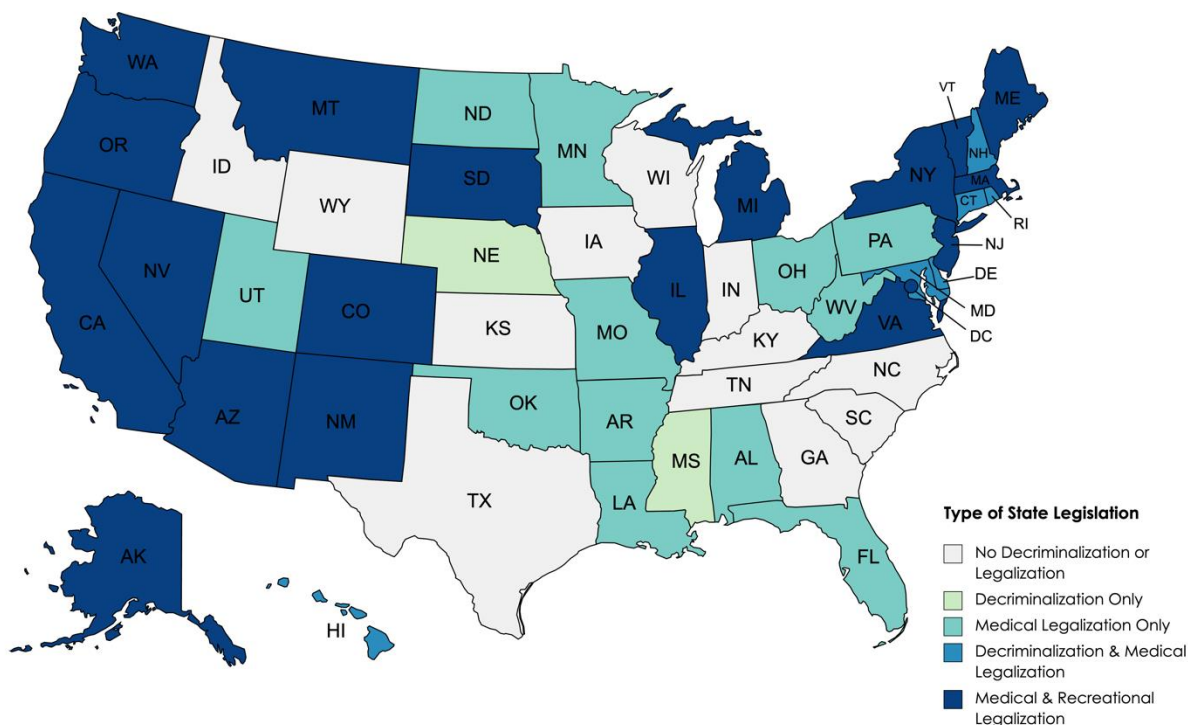 WA
MT
ND
MN
VT
ME
OR
ID
SD
WI
NH
NY
MA
WY
MI
CT
RI
IA
PA
NE
NJ
NV
OH
DE
UT
IL
IN
CO
WV
MD
CA
KS
MO
VA
DC
KY
NC
TN
OK
AZ
NM
AR
SC
MS
AL
GA
TX
LA
AK
FL
HI
Type of State Legislation
No Decriminalization or
Legalization
Decriminalization Only
Medical Legalization Only
Decriminalization & Medical
Legalization
Medical & Recreational
Legalization